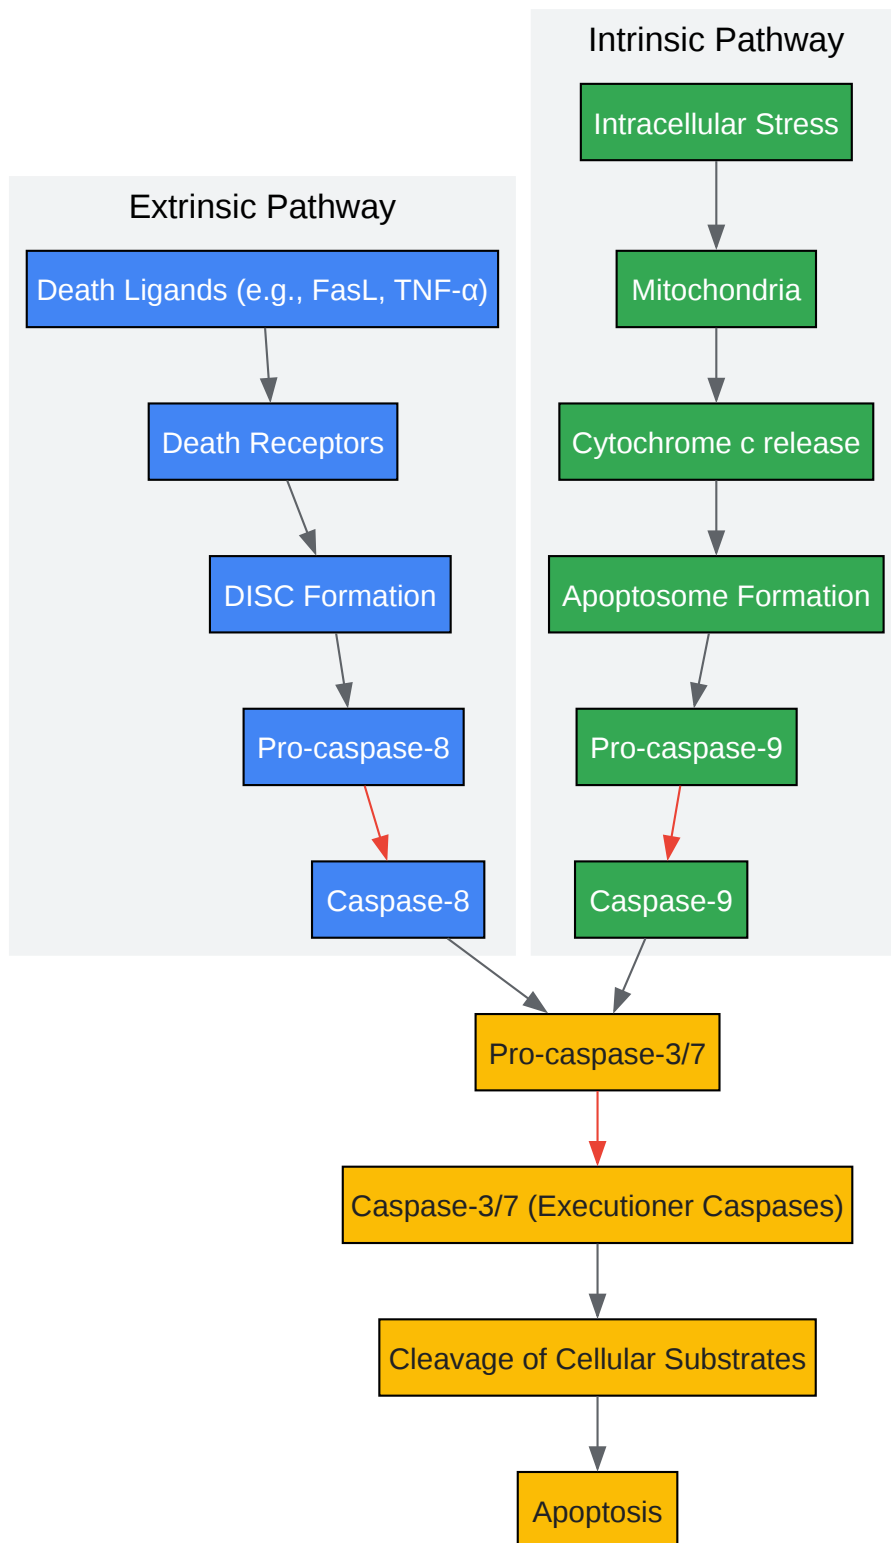 Extrinsic Pathway
Death Ligands (e.g., FasL, TNF-α)
Death Receptors
DISC Formation
Pro-caspase-8
Caspase-8
Intrinsic Pathway
Intracellular Stress
Mitochondria
Cytochrome c release
Apoptosome Formation
Pro-caspase-9
Caspase-9
Pro-caspase-3/7
Caspase-3/7 (Executioner Caspases)
Cleavage of Cellular Substrates
Apoptosis